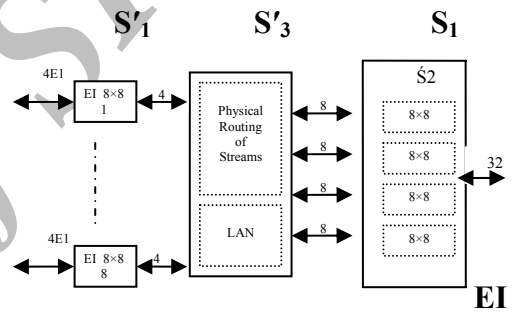 S′1 S′3 S1
4E1 EI 8×8 1 4
Physical
Routing
of
Streams
LAN
8
8
8
8
Ś2
8×8
8×8
8×8
8×8
32
4E1 EI 8×8 8 4
EI